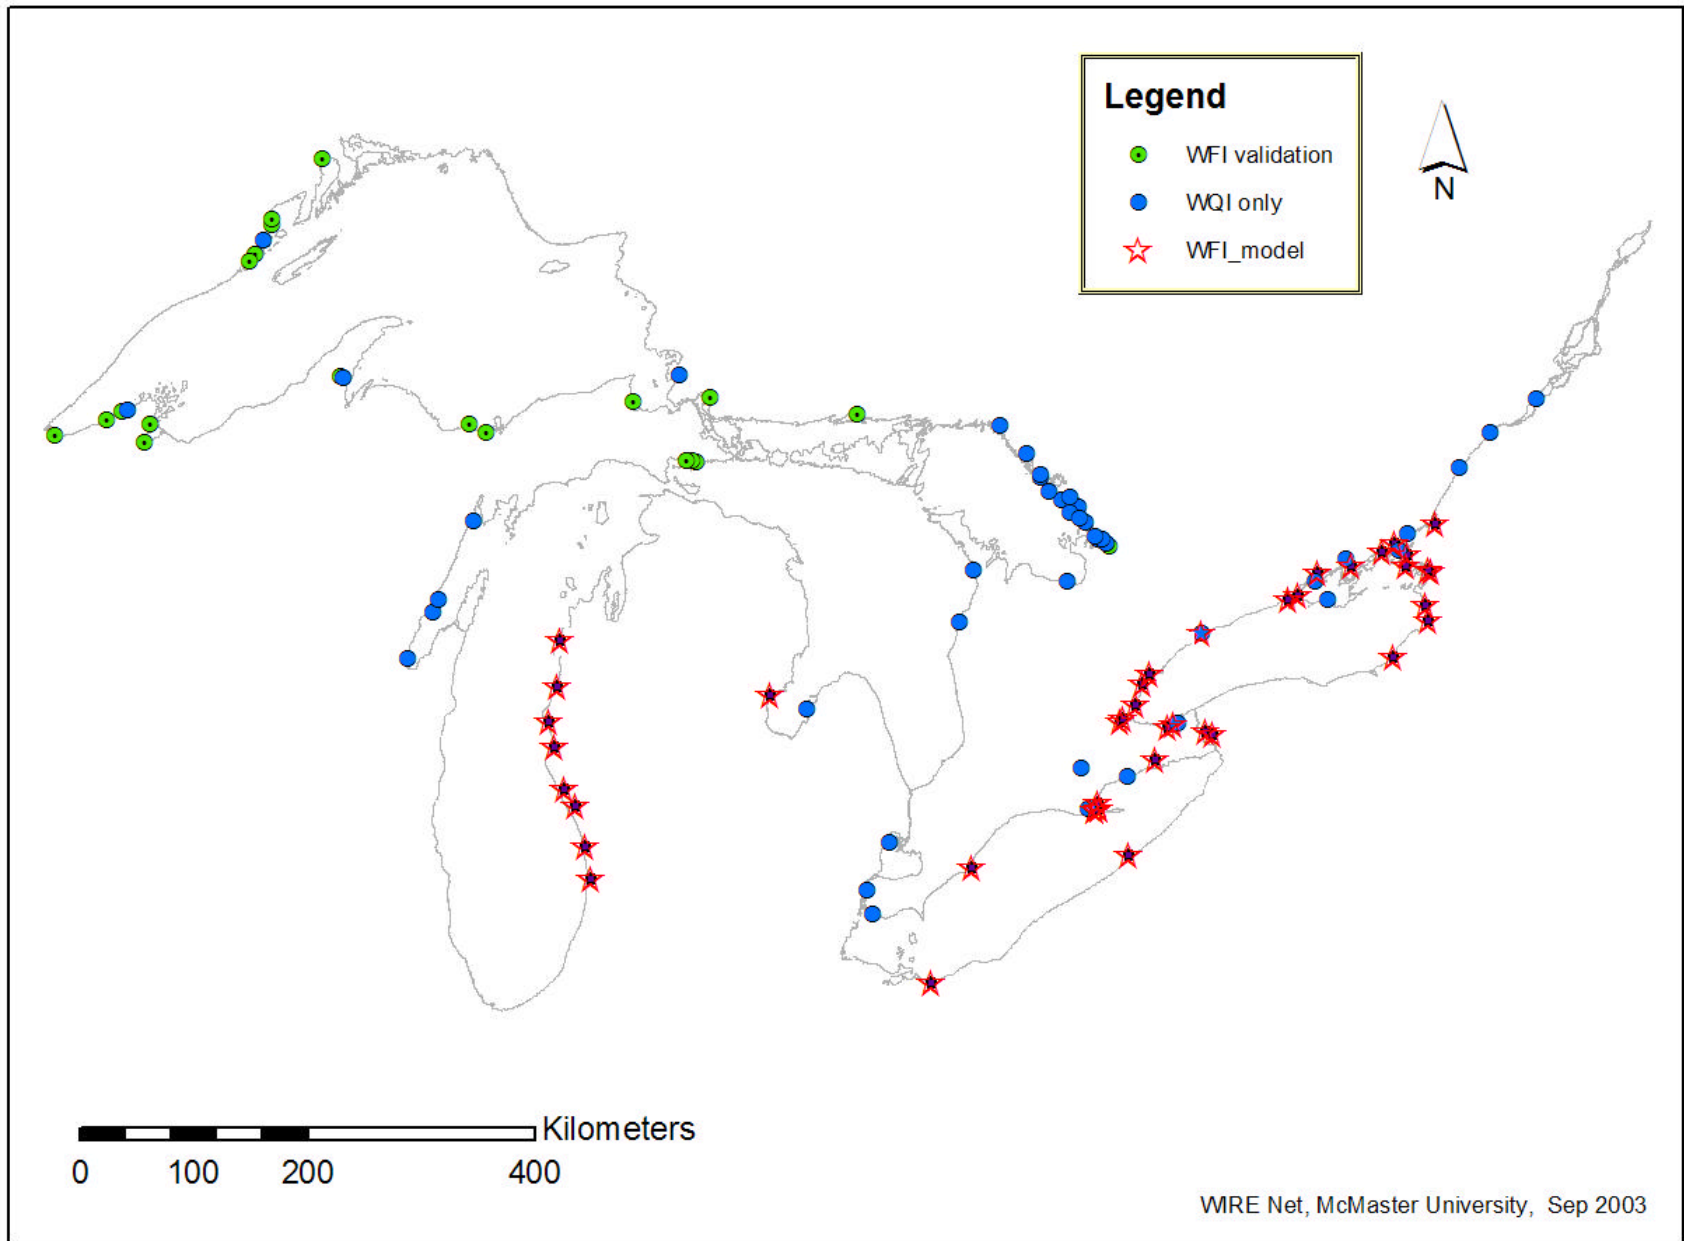 Legend
WFI validation
WQI only
WFI_model
N
Kilometers
0 100 200 400
WIRE Net, McMaster University, Sep 2003